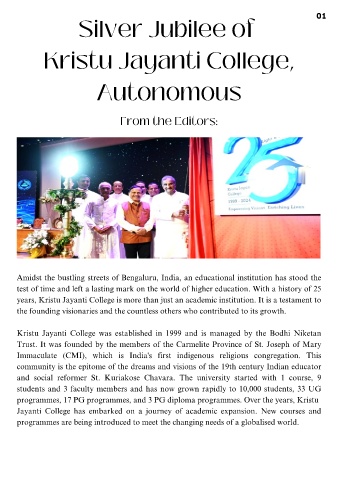 01
Silver Jubilee of
Kristu Jayanti College,
Autonomous
From the Editors:
25
Kristu Jayanti
College
1999 - 2024
Amidst the bustling streets of Bengaluru, India, an educational institution has stood the
test of time and left a lasting mark on the world of higher education. With a history of 25
years, Kristu Jayanti College is more than just an academic institution. It is a testament to
the founding visionaries and the countless others who contributed to its growth.
Kristu Jayanti College was established in 1999 and is managed by the Bodhi Niketan
Trust. It was founded by the members of the Carmelite Province of St. Joseph of Mary
Immaculate (CMI), which is India's first indigenous religious congregation. This
community is the epitome of the dreams and visions of the 19th century Indian educator
and social reformer St. Kuriakose Chavara. The university started with 1 course, 9
students and 3 faculty members and has now grown rapidly to 10,000 students, 33 UG
programmes, 17 PG programmes, and 3 PG diploma programmes. Over the years, Kristu
Jayanti College has embarked on a journey of academic expansion. New courses and
programmes are being introduced to meet the changing needs of a globalised world.